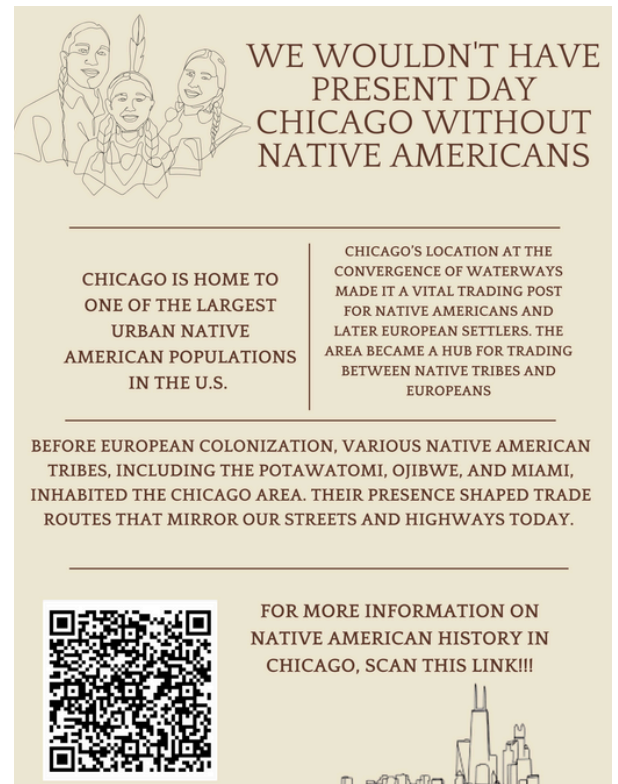 WE WOULDN'T HAVE
PRESENT DAY
CHICAGO WITHOUT
NATIVE AMERICANS
CHICAGO IS HOME TO
ONE OF THE LARGEST
URBAN NATIVE
AMERICAN POPULATIONS
IN THE U.S.
CHICAGO'S LOCATION AT THE
CONVERGENCE OF WATERWAYS
MADE IT A VITAL TRADING POST
FOR NATIVE AMERICANS AND
LATER EUROPEAN SETTLERS. THE
AREA BECAME A HUB FOR TRADING
BETWEEN NATIVE TRIBES AND
EUROPEANS
BEFORE EUROPEAN COLONIZATION, VARIOUS NATIVE AMERICAN
TRIBES, INCLUDING THE POTAWATOMI, OJIBWE, AND MIAMI,
INHABITED THE CHICAGO AREA. THEIR PRESENCE SHAPED TRADE
ROUTES THAT MIRROR OUR STREETS AND HIGHWAYS TODAY.
FOR MORE INFORMATION ON
NATIVE AMERICAN HISTORY IN
CHICAGO, SCAN THIS LINK!!!